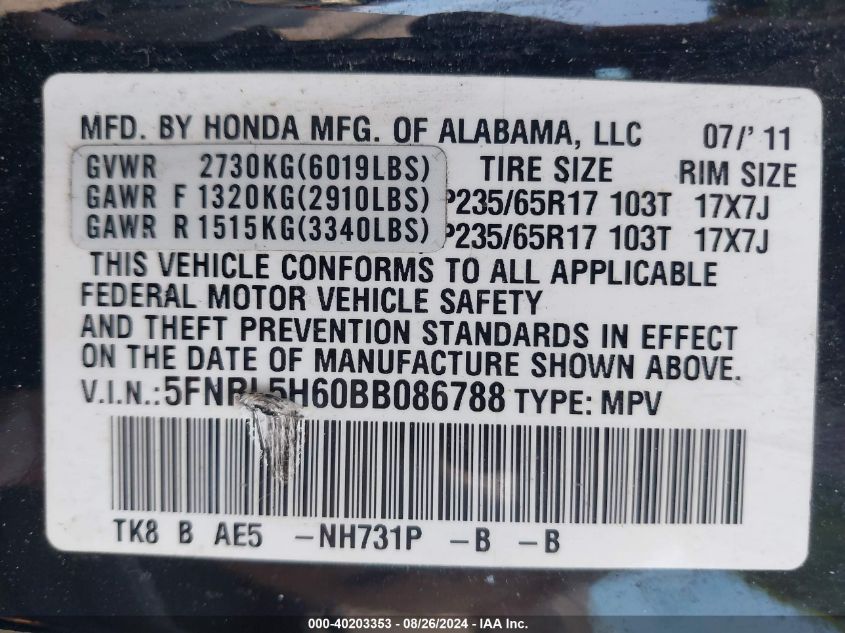 MFD. BY HONDA MFG. OF ALABAMA, LLC 07/'11
GVWR 2730KG(6019LBS) TIRE SIZE RIM SIZE
GAWR F 1320KG(2910LBS) P235/65R17 103T 17X7J
GAWR R 1515KG(3340LBS) P235/65R17 103T 17X7J
THIS VEHICLE CONFORMS TO ALL APPLICABLE
FEDERAL MOTOR VEHICLE SAFETY
AND THEFT PREVENTION STANDARDS IN EFFECT
ON THE DATE OF MANUFACTURE SHOWN ABOVE.
V.I.N.:5FNRL5H60BB086788 TYPE: MPV
TK8 B AE5 -NH731P -B -B
000-40203353 - 08/26/2024 - IAA Inc.